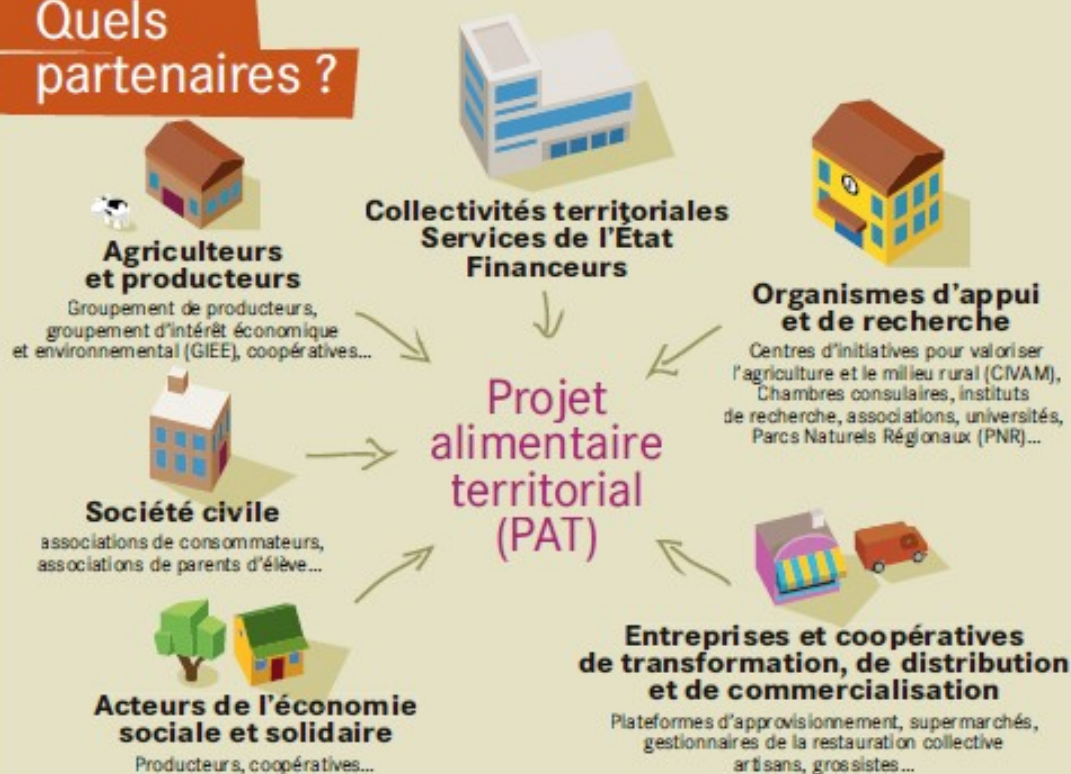 Quels
partenaires ?
Collectivités territoriales
Services de l'État
Financeurs
Agriculteurs
et producteurs
Groupement de producteurs,
groupement d'intérêt économique
et environnemental (GIEE), coopératives...
Organismes d'appui
et de recherche
Centres d'initiatives pour valoriser
l'agriculture et le milieu rural (CIVAM),
Chambres consulaires, instituts
de recherche, associations, universités,
Parcs Naturels Régionaux (PNR)...
Projet
alimentaire
territorial
(PAT)
Société civile
associations de consommateurs,
associations de parents d'élève...
Acteurs de l'économie
sociale et solidaire
Producteurs, coopératives...
Entreprises et coopératives
de transformation, de distribution
et de commercialisation
Plateformes d'approvisionnement, supermarchés,
gestionnaires de la restauration collective
artisans, grossistes...